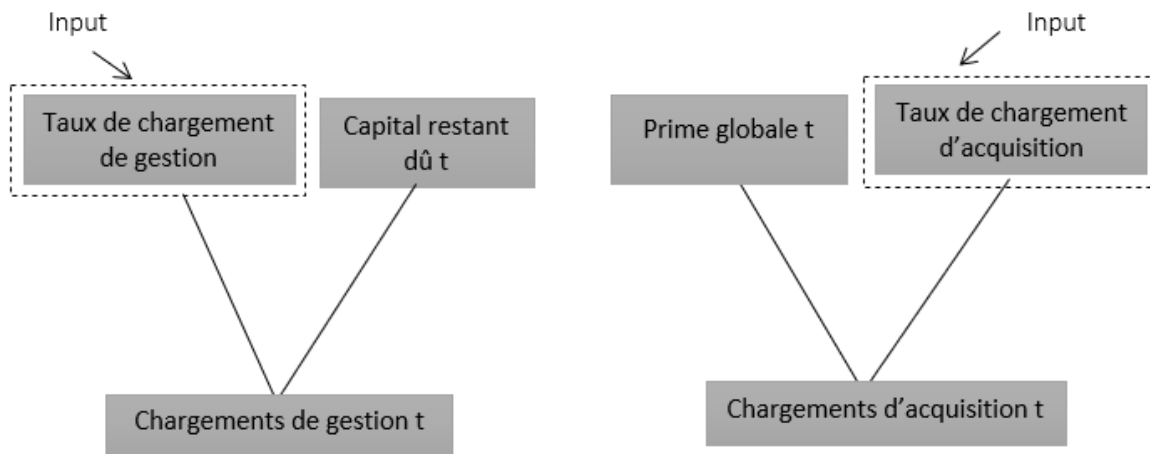 Input
Taux de chargement
de gestion
Capital restant
dû t
Chargements de gestion t
Input
Prime globale t
Taux de chargement
d’acquisition
Chargements d’acquisition t